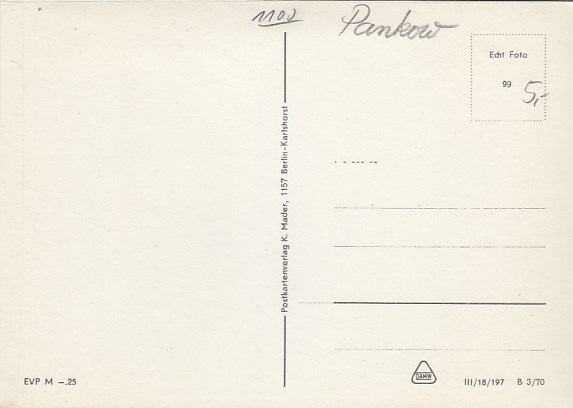 1100
Pankow
Echt Foto
99
5,-
Postkartenverlag K. Mader, 1157 Berlin-Karlshorst
EVP M –.25
DAMW
III/18/197 B 3/70